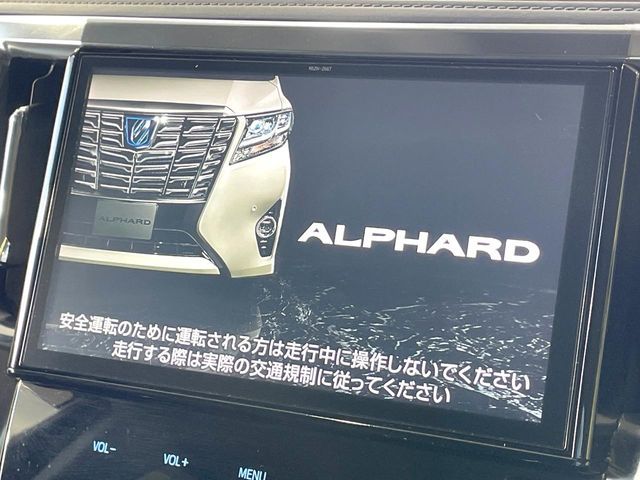 NSZN-Z66T
ALPHARD
ALPHARD
安全運転のために運転される方は走行中に操作しないでください
走行する際は実際の交通規制に従ってください
VOL-
VOL+
MENU